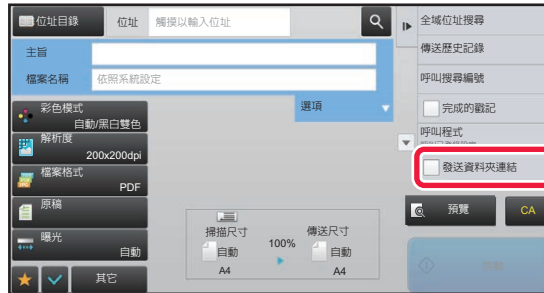 位址目錄
位址
觸摸以輸入位址
主旨
檔案名稱
依照系統設定
選項
彩色模式
自動/黑白雙色
解析度
200x200dpi
檔案格式
PDF
原稿
曝光
自動
其它
掃描尺寸
自動
A4
100%
傳送尺寸
自動
A4
全域位址搜尋
傳送歷史記錄
呼叫搜尋編號
完成的戳記
呼叫程式
發送資料夾連結
預覽
CA